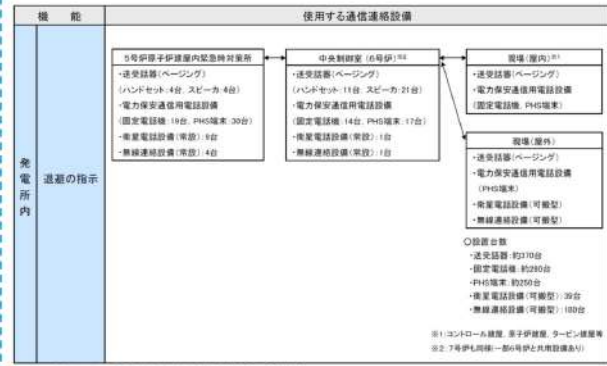 機 能
使用する通信連絡設備
発電所内
退避の指示
5号炉原子炉建屋内緊急時対策所
・送受話器(ページング)
(ハンドセット:4台、スピーカ:4台)
・電力保安通信用電話設備
(固定電話機:19台、PHS端末:30台)
・衛星電話設備(常設):9台
・無線連絡設備(常設):4台
中央制御室(6号炉)※2
・送受話器(ページング)
(ハンドセット:11台、スピーカ:21台)
・電力保安通信用電話設備
(固定電話機:14台、PHS端末:17台)
・衛星電話設備(常設):1台
・無線連絡設備(常設):1台
現場(屋内)※1
・送受話器(ページング)
・電力保安通信用電話設備
(固定電話機、PHS端末)
現場(屋外)
・送受話器(ページング)
・電力保安通信用電話設備
(PHS端末)
・衛星電話設備(可搬型)
・無線連絡設備(可搬型)
○設置台数
・送受話器:約370台
・固定電話機:約280台
・PHS端末:約250台
・衛星電話設備(可搬型):39台
・無線連絡設備(可搬型):100台
※1:コントロール建屋、原子炉建屋、タービン建屋等
※2:7号炉も同様(一部6号炉と共用設備あり)